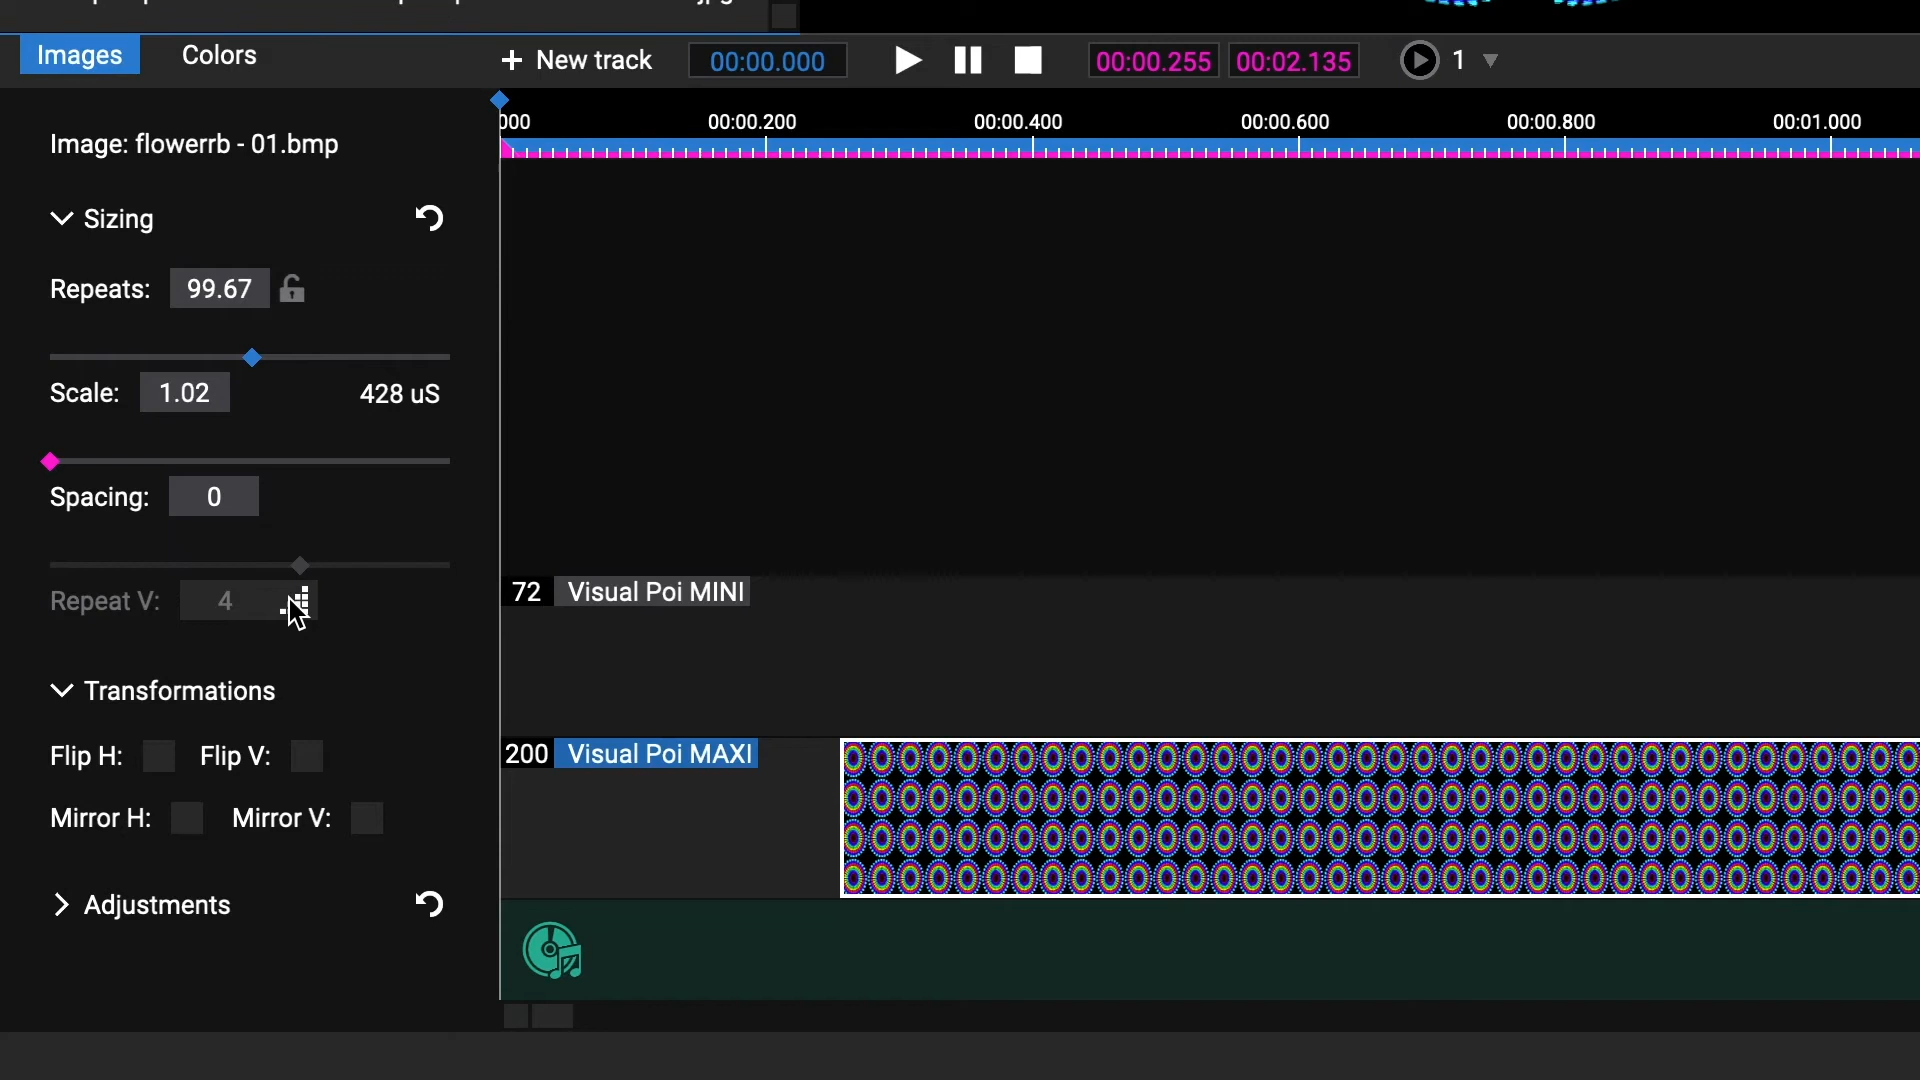 Images Colors + New track 00:00.000 00:00.255 00:02.135 1
000 00:00.200 00:00.400 00:00.600 00:00.800 00:01.000
Image: flowerrb - 01.bmp
Sizing
Repeats: 99.67
Scale: 1.02 428 uS
Spacing: 0
Repeat V: 4
72 Visual Poi MINI
Transformations
Flip H: Flip V:
200 Visual Poi MAXI
Mirror H: Mirror V:
Adjustments